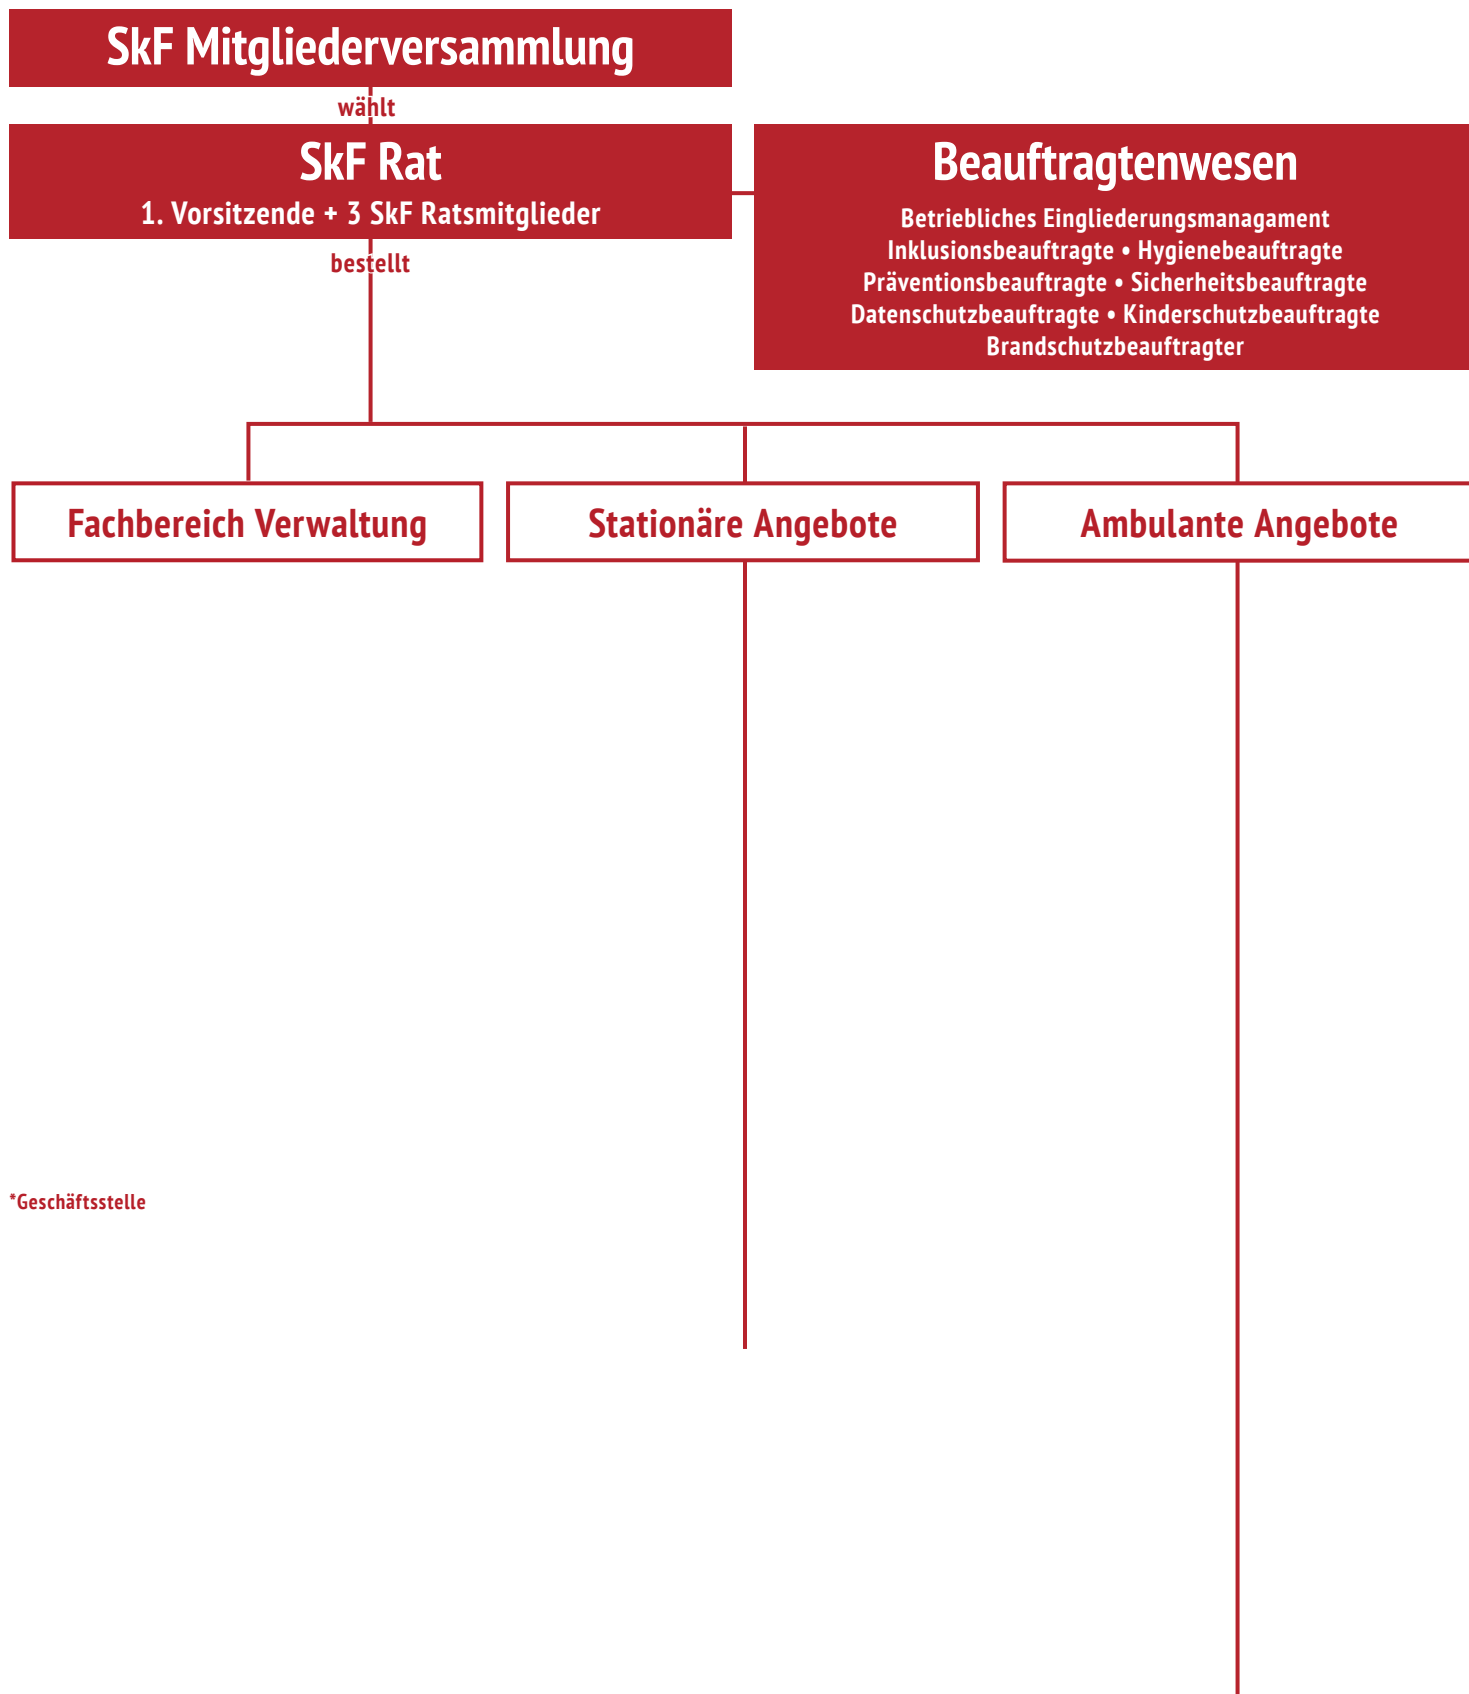 SkF Mitgliederversammlung
wählt
SkF Rat
1. Vorsitzende + 3 SkF Ratsmitglieder
bestellt
Beauftragtenwesen
Betriebliches Eingliederungsmanagament
Inklusionsbeauftragte • Hygienebeauftragte
Präventionsbeauftragte • Sicherheitsbeauftragte
Datenschutzbeauftragte • Kinderschutzbeauftragte
Brandschutzbeauftragter
Fachbereich Verwaltung
Stationäre Angebote
Ambulante Angebote
*Geschäftsstelle